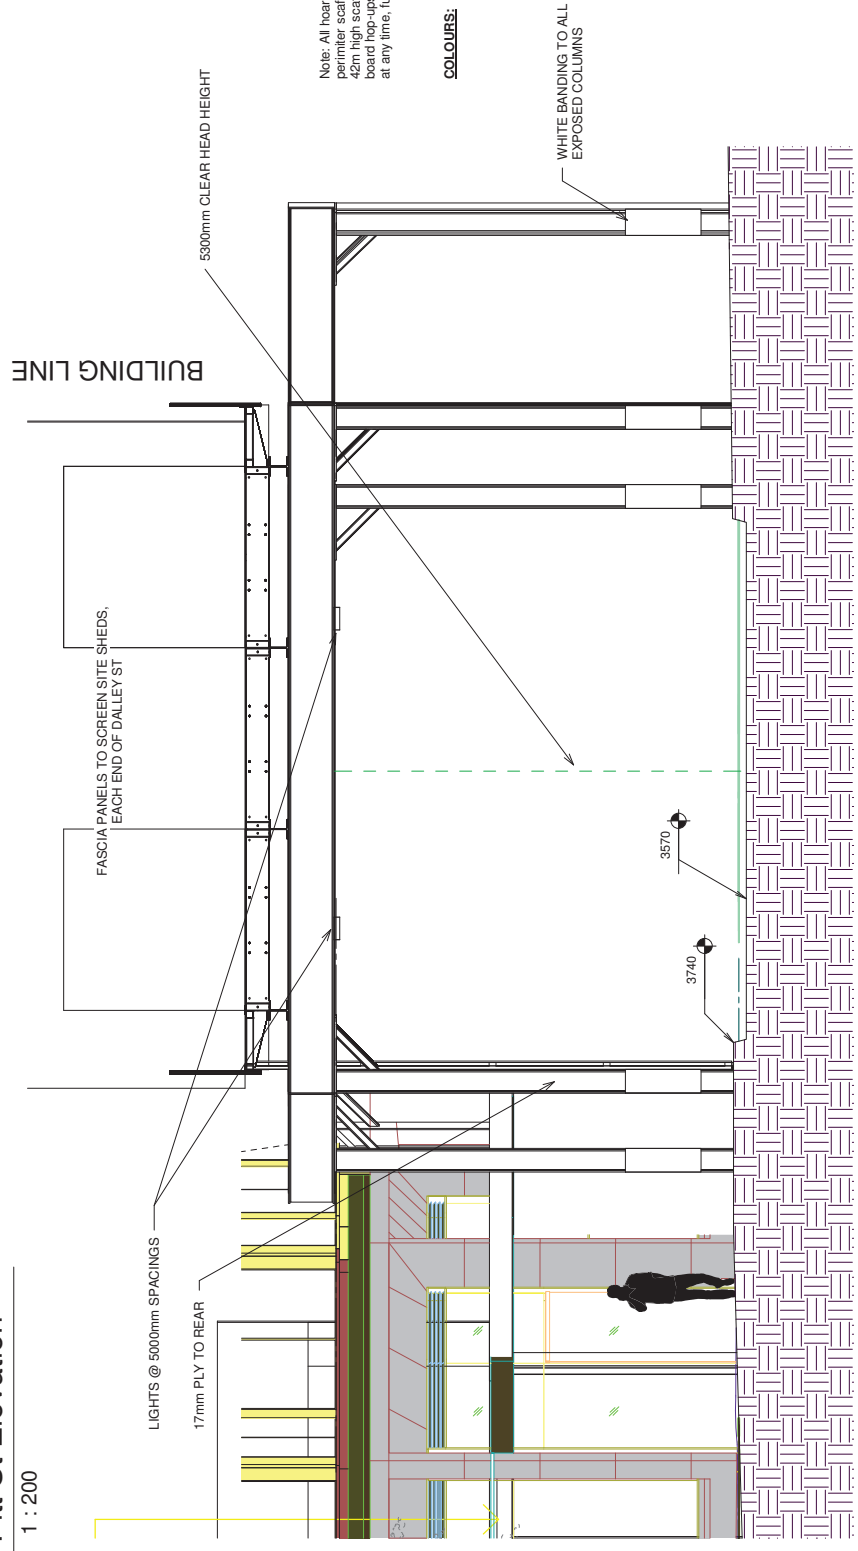 1 : 200
LIGHTS @ 5000mm SPACINGS
17mm PLY TO REAR
FASCIA PANELS TO SCREEN SITE SHEDS,
EACH END OF DALLEY ST
BUILDING LINE
5300mm CLEAR HEAD HEIGHT
3740
3570
Note: All hoar
perimiter scaf
42m high sca
board hop-ups
at any time, fu
COLOURS:
WHITE BANDING TO ALL
EXPOSED COLUMNS